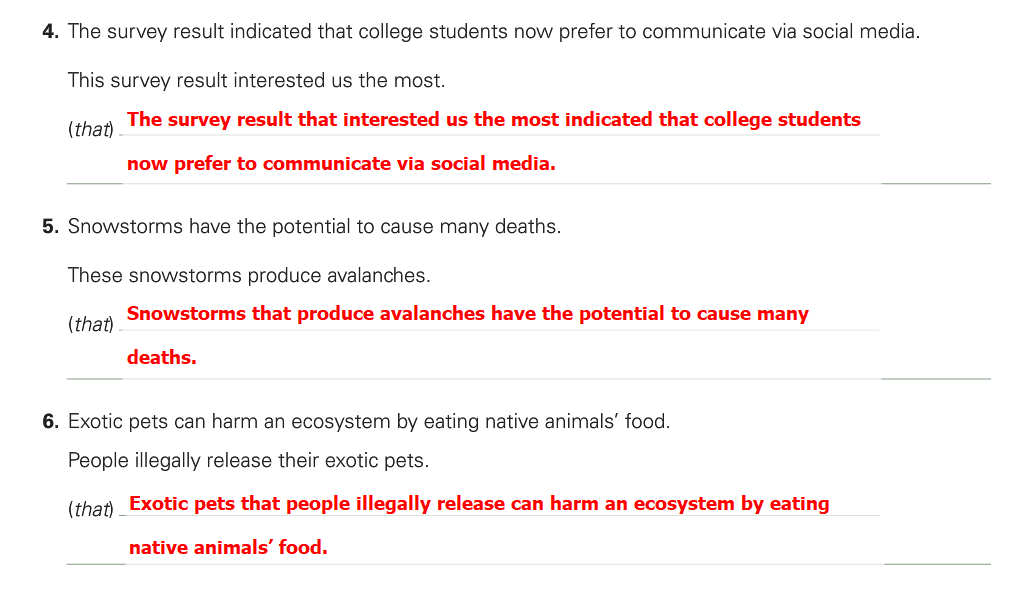 4. The survey result indicated that college students now prefer to communicate via social media.
This survey result interested us the most.
(that) The survey result that interested us the most indicated that college students
now prefer to communicate via social media.
5. Snowstorms have the potential to cause many deaths.
These snowstorms produce avalanches.
(that) Snowstorms that produce avalanches have the potential to cause many
deaths.
6. Exotic pets can harm an ecosystem by eating native animals’ food.
People illegally release their exotic pets.
(that) Exotic pets that people illegally release can harm an ecosystem by eating
native animals’ food.